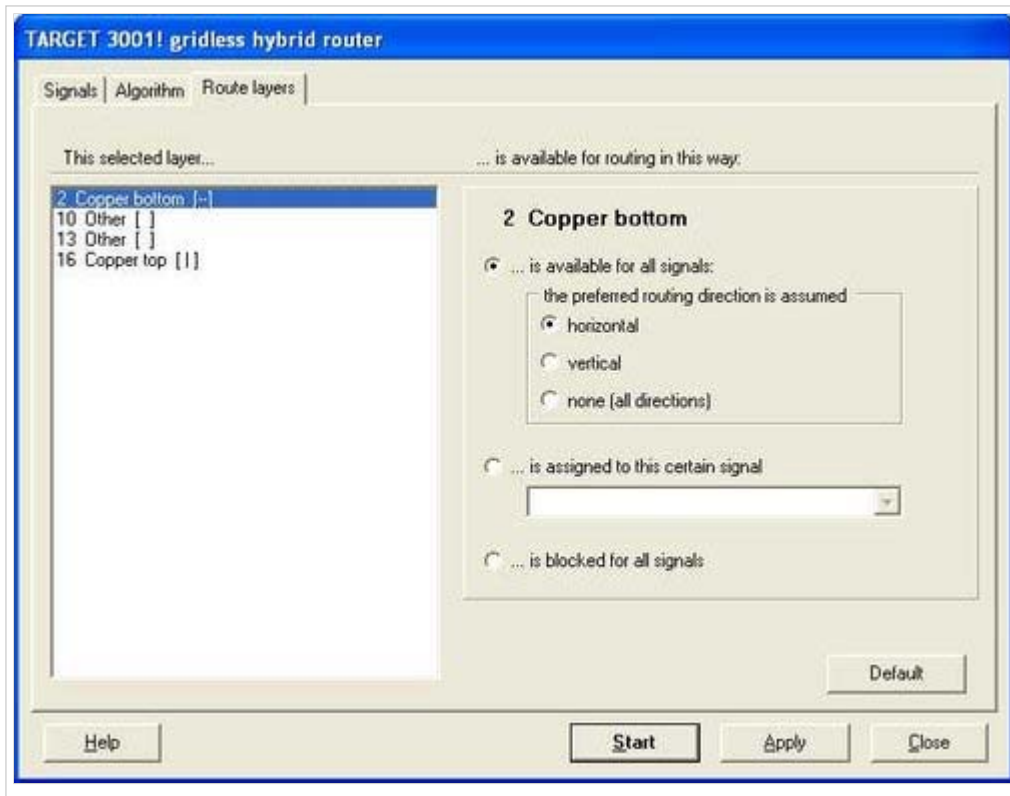 TARGET 3001! gridless hybrid router
Signals Algorithm Route layers
This selected layer...
... is available for routing in this way:
2 Copper bottom [--]
10 Other [ ]
13 Other [ ]
16 Copper top [|]
2 Copper bottom
... is available for all signals:
the preferred routing direction is assumed
horizontal
vertical
none (all directions)
... is assigned to this certain signal
... is blocked for all signals
Default
Help Start Apply Close